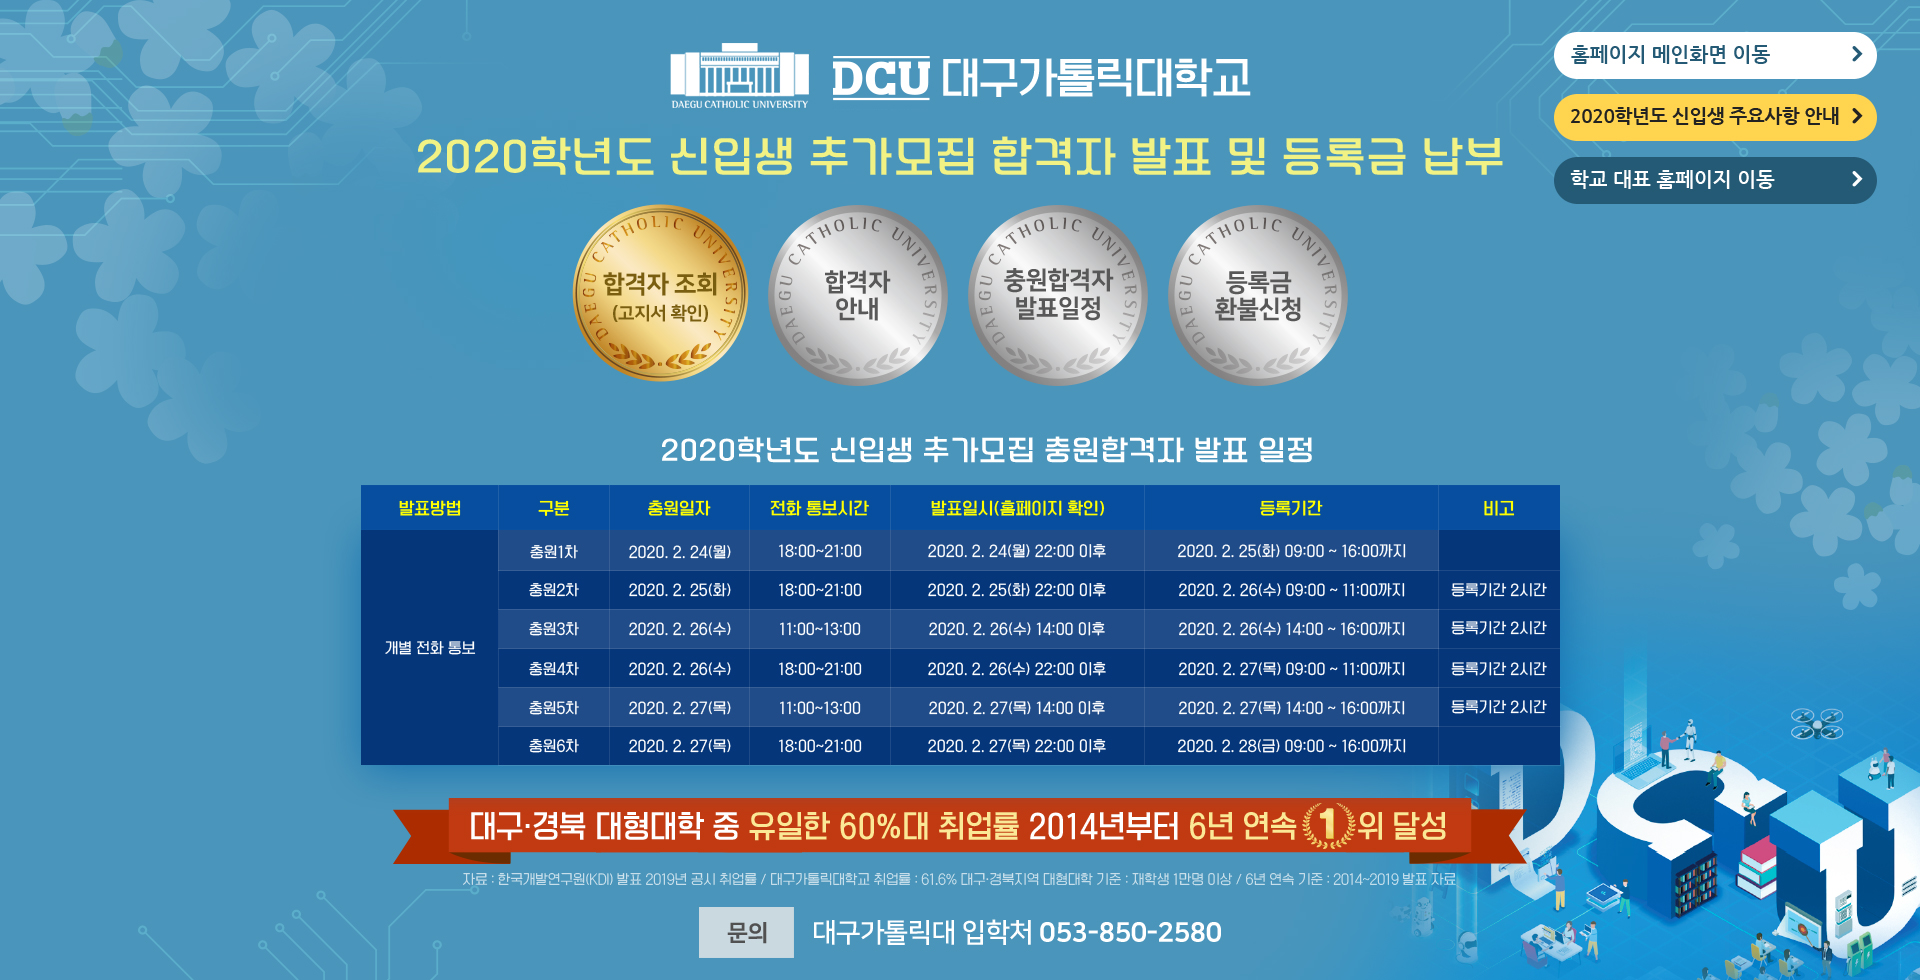 DAEGU CATHOLIC UNIVERSITY
DCU 대구가톨릭대학교
홈페이지 메인화면 이동
2020학년도 신입생 주요사항 안내
학교 대표 홈페이지 이동
2020학년도 신입생 추가모집 합격자 발표 및 등록금 납부
DAEGU CATHOLIC UNIVERSITY
합격자 조회
(고지서 확인)
DAEGU CATHOLIC UNIVERSITY
합격자
안내
DAEGU CATHOLIC UNIVERSITY
충원합격자
발표일정
DAEGU CATHOLIC UNIVERSITY
등록금
환불신청
2020학년도 신입생 추가모집 충원합격자 발표 일정
발표방법 구분 충원일자 전화 통보시간 발표일시(홈페이지 확인) 등록기간 비고
개별 전화 통보
충원1차 2020. 2. 24(월) 18:00~21:00 2020. 2. 24(월) 22:00 이후 2020. 2. 25(화) 09:00 ~ 16:00까지
충원2차 2020. 2. 25(화) 18:00~21:00 2020. 2. 25(화) 22:00 이후 2020. 2. 26(수) 09:00 ~ 11:00까지 등록기간 2시간
충원3차 2020. 2. 26(수) 11:00~13:00 2020. 2. 26(수) 14:00 이후 2020. 2. 26(수) 14:00 ~ 16:00까지 등록기간 2시간
충원4차 2020. 2. 26(수) 18:00~21:00 2020. 2. 26(수) 22:00 이후 2020. 2. 27(목) 09:00 ~ 11:00까지 등록기간 2시간
충원5차 2020. 2. 27(목) 11:00~13:00 2020. 2. 27(목) 14:00 이후 2020. 2. 27(목) 14:00 ~ 16:00까지 등록기간 2시간
충원6차 2020. 2. 27(목) 18:00~21:00 2020. 2. 27(목) 22:00 이후 2020. 2. 28(금) 09:00 ~ 16:00까지
대구·경북 대형대학 중 유일한 60%대 취업률 2014년부터 6년 연속 1위 달성
자료 : 한국개발연구원(KDI) 발표 2019년 공시 취업률 / 대구가톨릭대학교 취업률 : 61.6% 대구·경북지역 대형대학 기준 : 재학생 1만명 이상 / 6년 연속 기준 : 2014~2019 발표 자료
문의 대구가톨릭대 입학처 053-850-2580
DCU